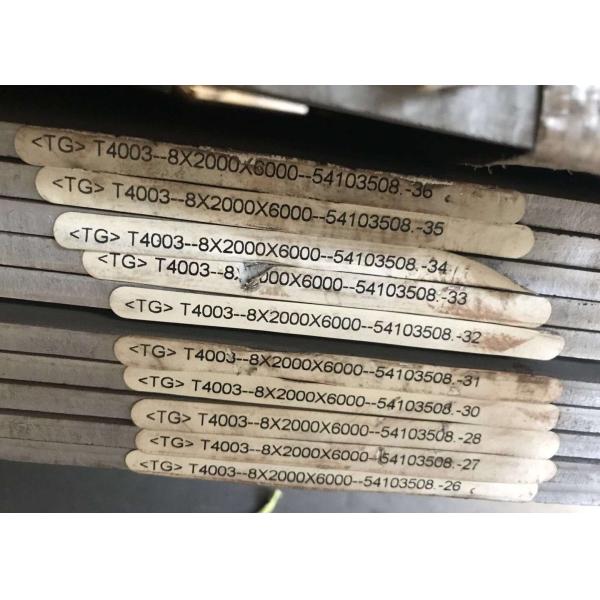 <TG> T4003--8X2000X6000--54103508.-36
<TG> T4003--8X2000X6000--54103508.-35
<TG> T4003--8X2000X6000--54103508.-34
<TG> T4003--8X2000X6000--54103508.-33
<TG> T4003--8X2000X6000--54103508.-32
<TG> T4003--8X2000X6000--54103508.-31
<TG> T4003--8X2000X6000--54103508.-30
<TG> T4003--8X2000X6000--54103508.-28
<TG> T4003--8X2000X6000--54103508.-27
<TG> T4003--8X2000X6000--54103508.-26